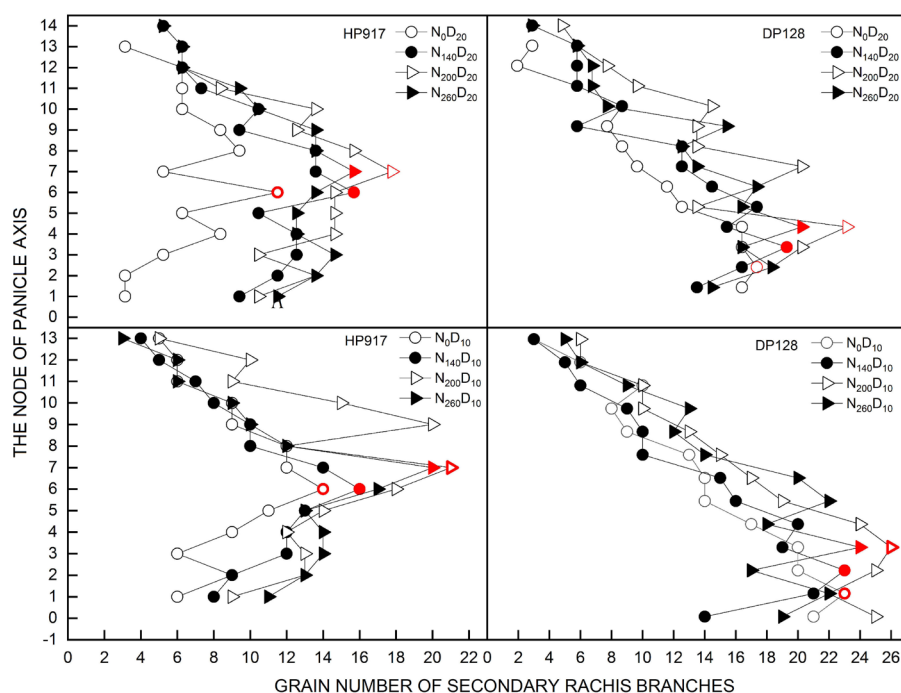 THE NODE OF PANICLE AXIS
14
13
12
11
10
9
8
7
6
5
4
3
2
1
HP917
N₀D₂₀
N₁₄₀D₂₀
N₂₀₀D₂₀
N₂₆₀D₂₀
DP128
N₀D₂₀
N₁₄₀D₂₀
N₂₀₀D₂₀
N₂₆₀D₂₀
13
12
11
10
9
8
7
6
5
4
3
2
1
0
-1
HP917
N₀D₁₀
N₁₄₀D₁₀
N₂₀₀D₁₀
N₂₆₀D₁₀
DP128
N₀D₁₀
N₁₄₀D₁₀
N₂₀₀D₁₀
N₂₆₀D₁₀
0 2 4 6 8 10 12 14 16 18 20 22 0 2 4 6 8 10 12 14 16 18 20 22 24 26
GRAIN NUMBER OF SECONDARY RACHIS BRANCHES